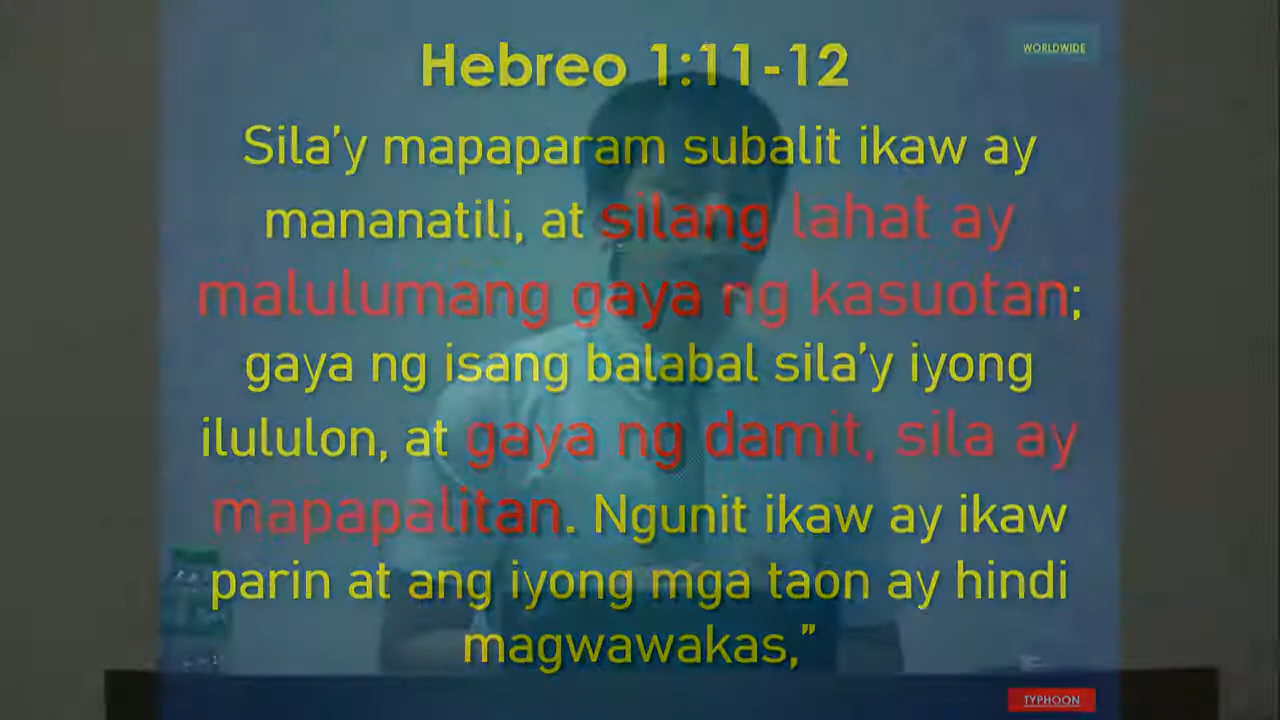 Hebreo 1:11-12
WORLDWIDE
Sila'y mapaparam subalit ikaw ay
mananatili, at silang lahat ay
malulumang gaya ng kasuotan;
gaya ng isang balabal sila'y iyong
ilululon, at gaya ng damit, sila ay
mapapalitan. Ngunit ikaw ay ikaw
parin at ang iyong mga taon ay hindi
magwawakas,”
TYPHOON